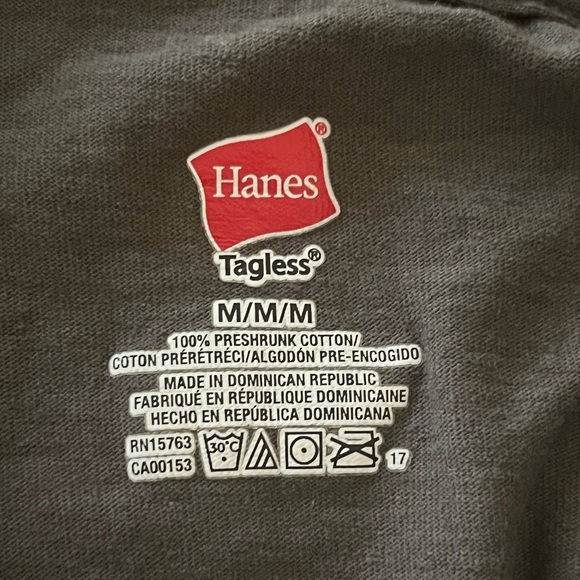 Hanes®
Tagless®
M/M/M
100% PRESHRUNK COTTON/
COTON PRÉRÉTRÉCI/ALGODÓN PRE-ENCOGIDO
MADE IN DOMINICAN REPUBLIC
FABRIQUÉ EN RÉPUBLIQUE DOMINICAINE
HECHO EN REPÚBLICA DOMINICANA
RN15763
CA00153
30°C
17